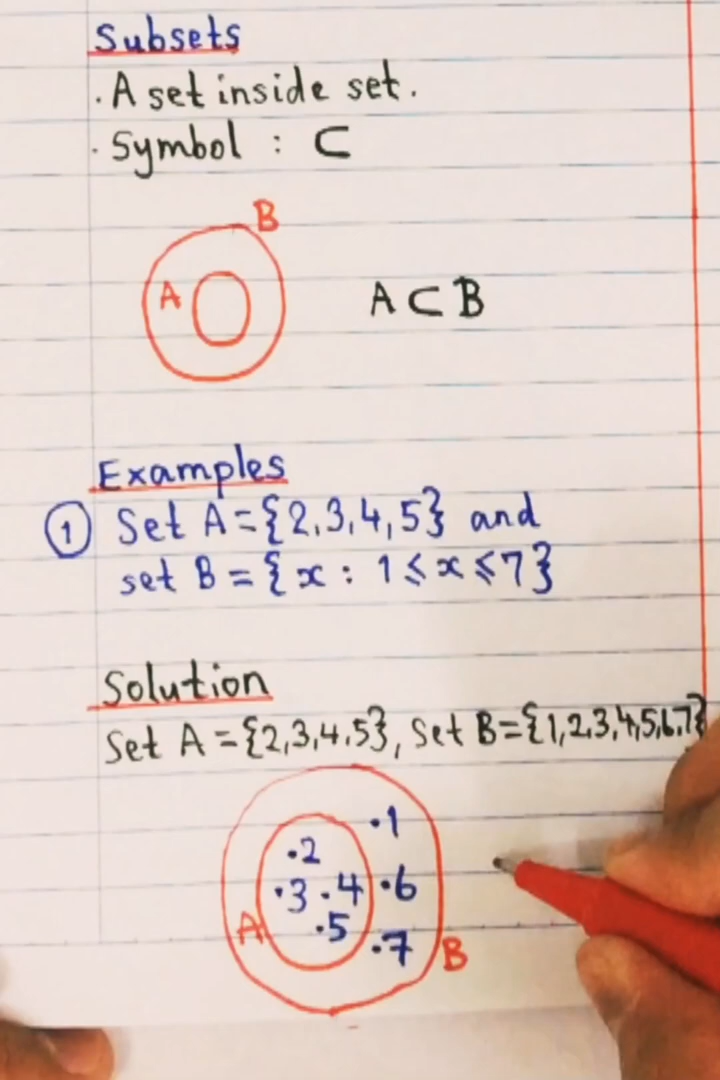 Subsets
· A set inside set.
· Symbol : ⊂
B
A
A ⊂ B
Examples
① Set A = {2,3,4,5} and
set B = { x : 1 ≤ x ≤ 7}
Solution
Set A = {2,3,4,5}, Set B = {1,2,3,4,5,6,7}
·1
·2
·3 ·4 ·6
A ·5
·7 B